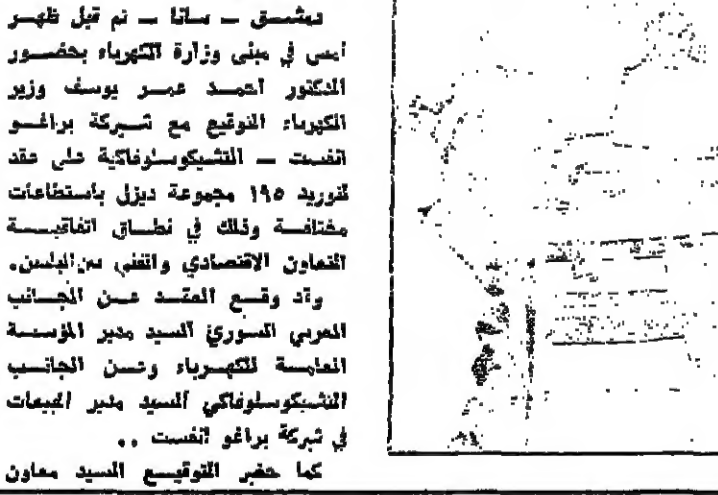 دمشق – سانا – تم قبل ظهر
أمس في مبنى وزارة الكهرباء بحضور
الدكتور أحمد عمر يوسف وزير
الكهرباء التوقيع مع شركة براغو
انفست – التشيكوسلوفاكية على عقد
لتوريد ١٩٥ مجموعة ديزل باستطاعات
مختلفة وذلك في نطاق اتفاقية
التعاون الاقتصادي والفني بين البلدين.
وقد وقع العقد عن الجانب
العربي السوري السيد مدير المؤسسة
العامة للكهرباء وعن الجانب
التشيكوسلوفاكي السيد مدير المبيعات
في شركة براغو انفست ..
كما حضر التوقيع السيد معاون